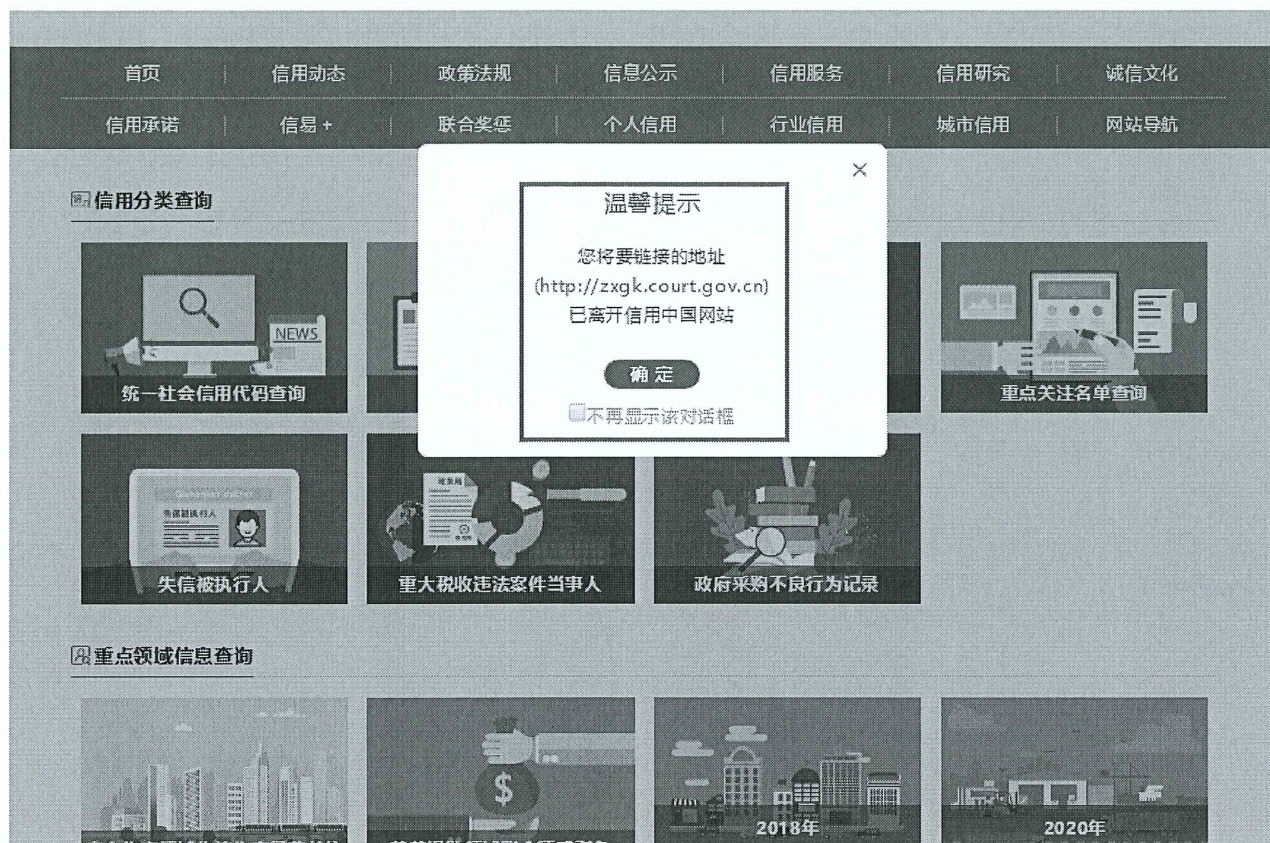 首页
信用动态
政策法规
信息公示
信用服务
信用研究
诚信文化
信用承诺
信易+
联合奖惩
个人信用
行业信用
城市信用
网站导航
信用分类查询
温馨提示
您将要链接的地址
(http://zxgk.court.gov.cn)
已离开信用中国网站
确定
不再显示该对话框
NEWS
统一社会信用代码查询
重点关注名单查询
失信被执行人
失信被执行人
重大税收违法案件当事人
政府采购不良行为记录
重点领域信息查询
$
2018年
2020年